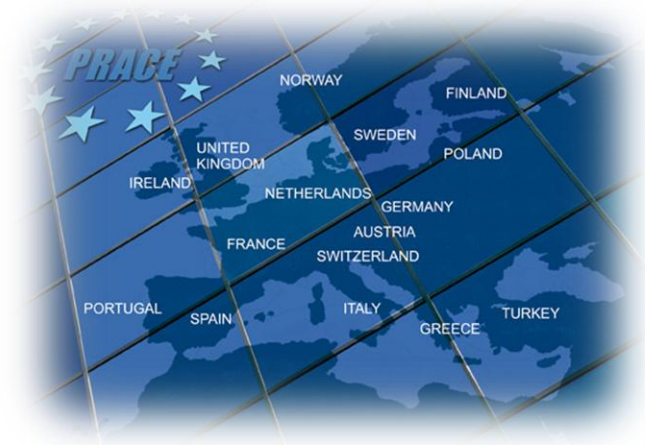 PRACE
NORWAY
FINLAND
SWEDEN
UNITED
KINGDOM
POLAND
IRELAND
NETHERLANDS
GERMANY
AUSTRIA
FRANCE
SWITZERLAND
PORTUGAL
SPAIN
ITALY
TURKEY
GREECE